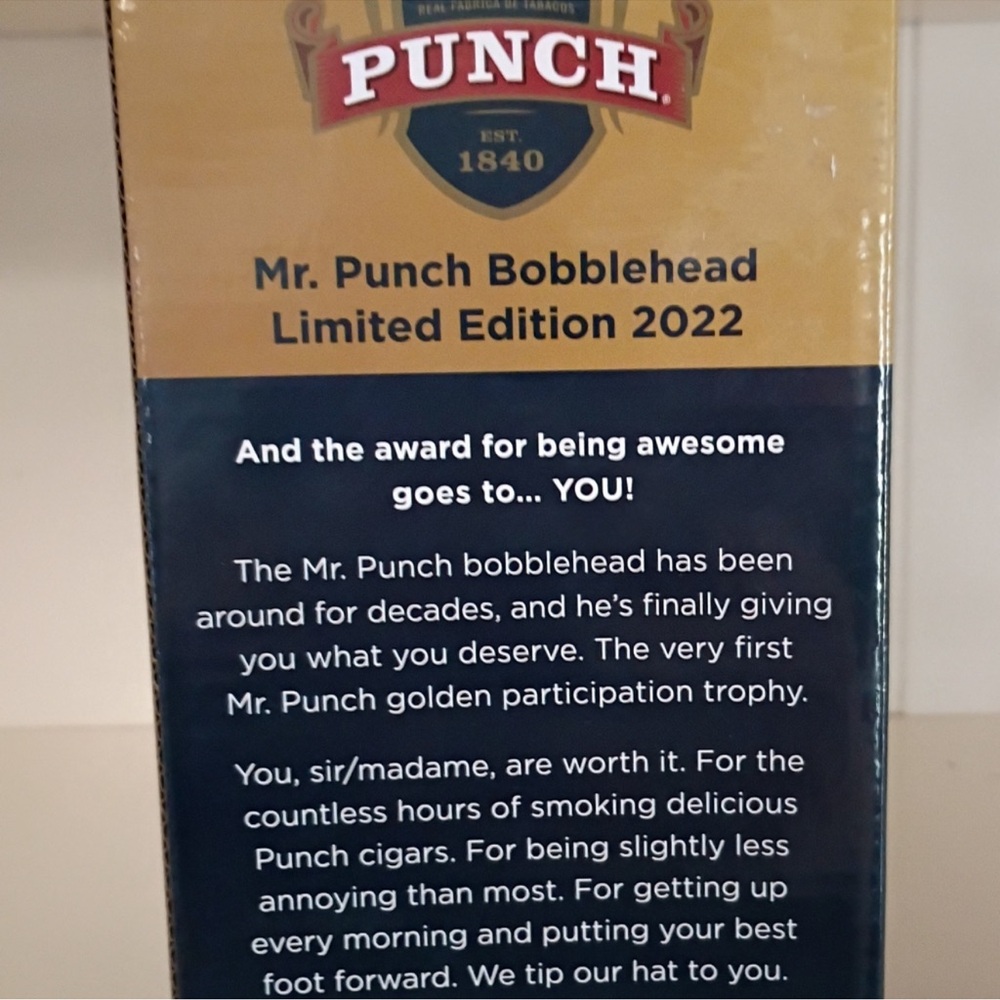 REAL FABRICA DE TABACOS
PUNCH
EST.
1840
Mr. Punch Bobblehead
Limited Edition 2022
And the award for being awesome
goes to... YOU!
The Mr. Punch bobblehead has been
around for decades, and he's finally giving
you what you deserve. The very first
Mr. Punch golden participation trophy.
You, sir/madame, are worth it. For the
countless hours of smoking delicious
Punch cigars. For being slightly less
annoying than most. For getting up
every morning and putting your best
foot forward. We tip our hat to you.